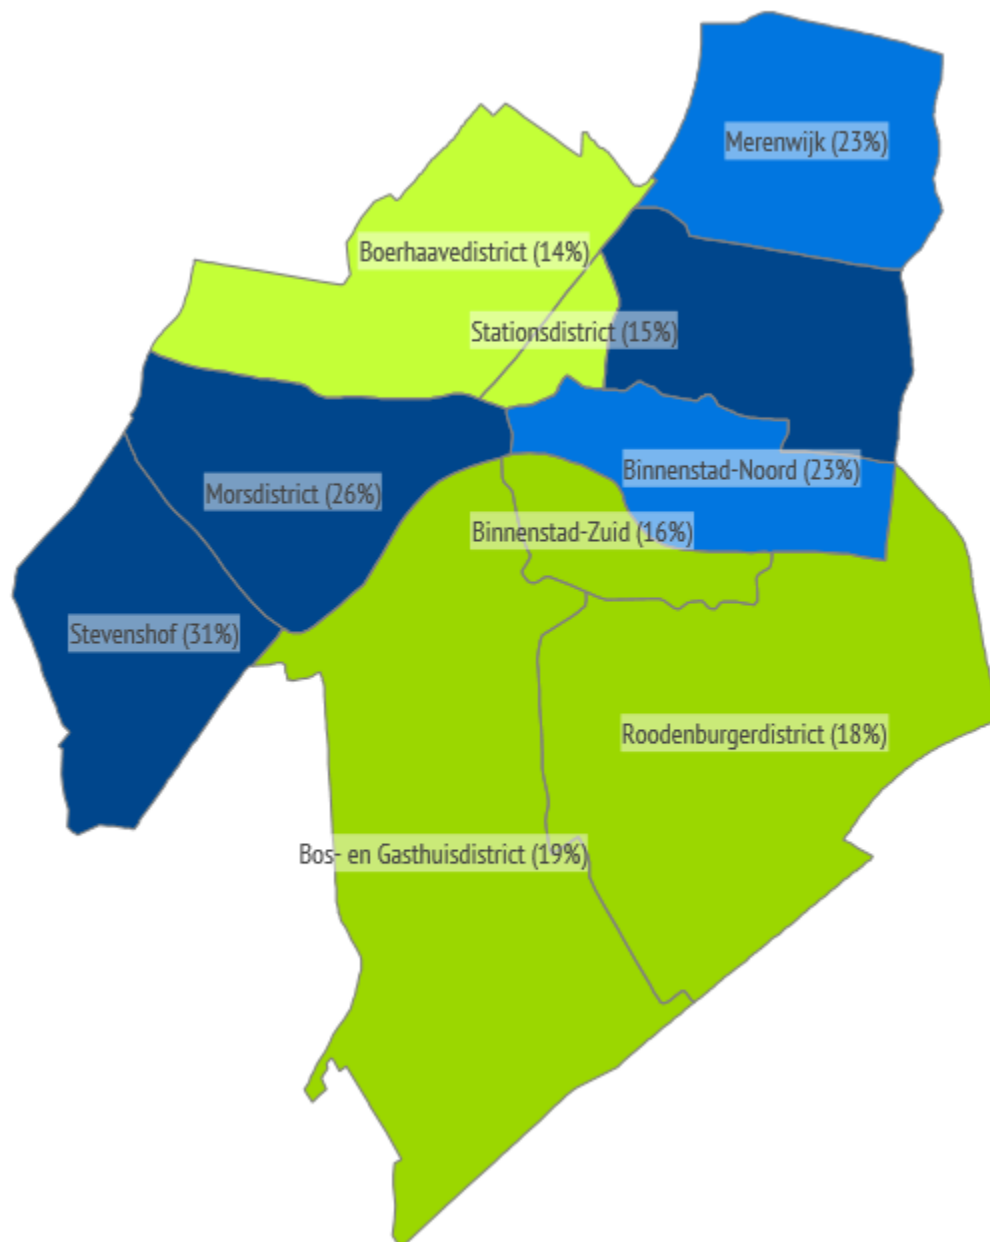 Merenwijk (23%)
Boerhaavedistrict (14%)
Stationsdistrict (15%)
Binnenstad-Noord (23%)
Morsdistrict (26%)
Binnenstad-Zuid (16%)
Stevenshof (31%)
Roodenburgerdistrict (18%)
Bos- en Gasthuisdistrict (19%)